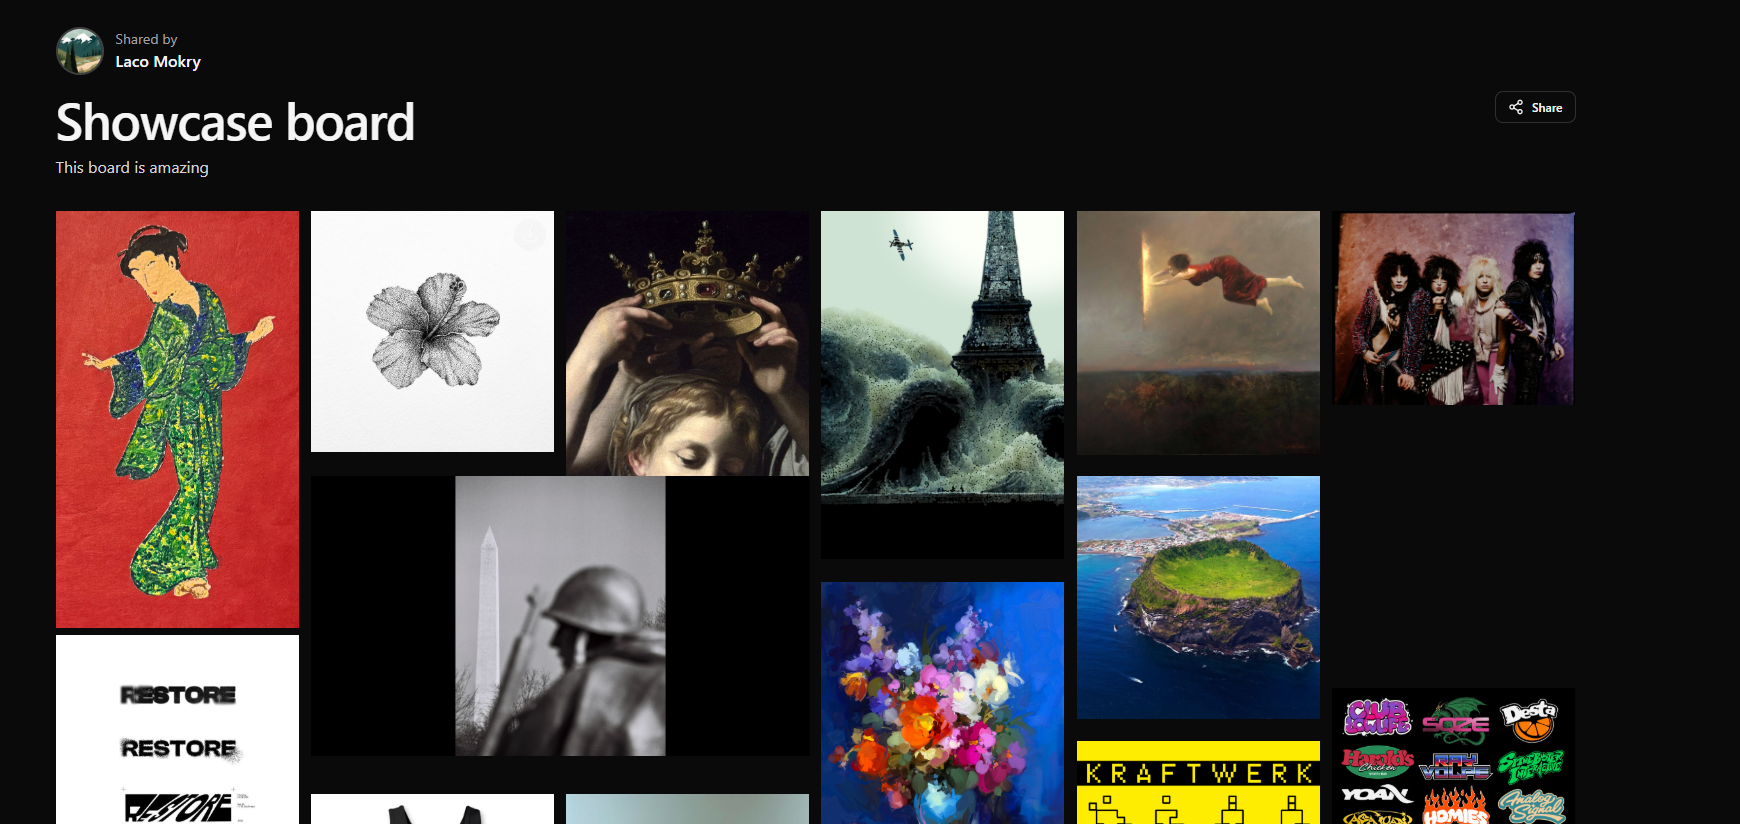 Shared by
Laco Mokry
Showcase board
Share
This board is amazing
RESTORE
RESTORE
RESTORE
KRAFTWERK
CLUB
SOZE
Desta
Harold's
Chicken
RAY
VOLPE
YOAN
HOMIES
Analog
Signal